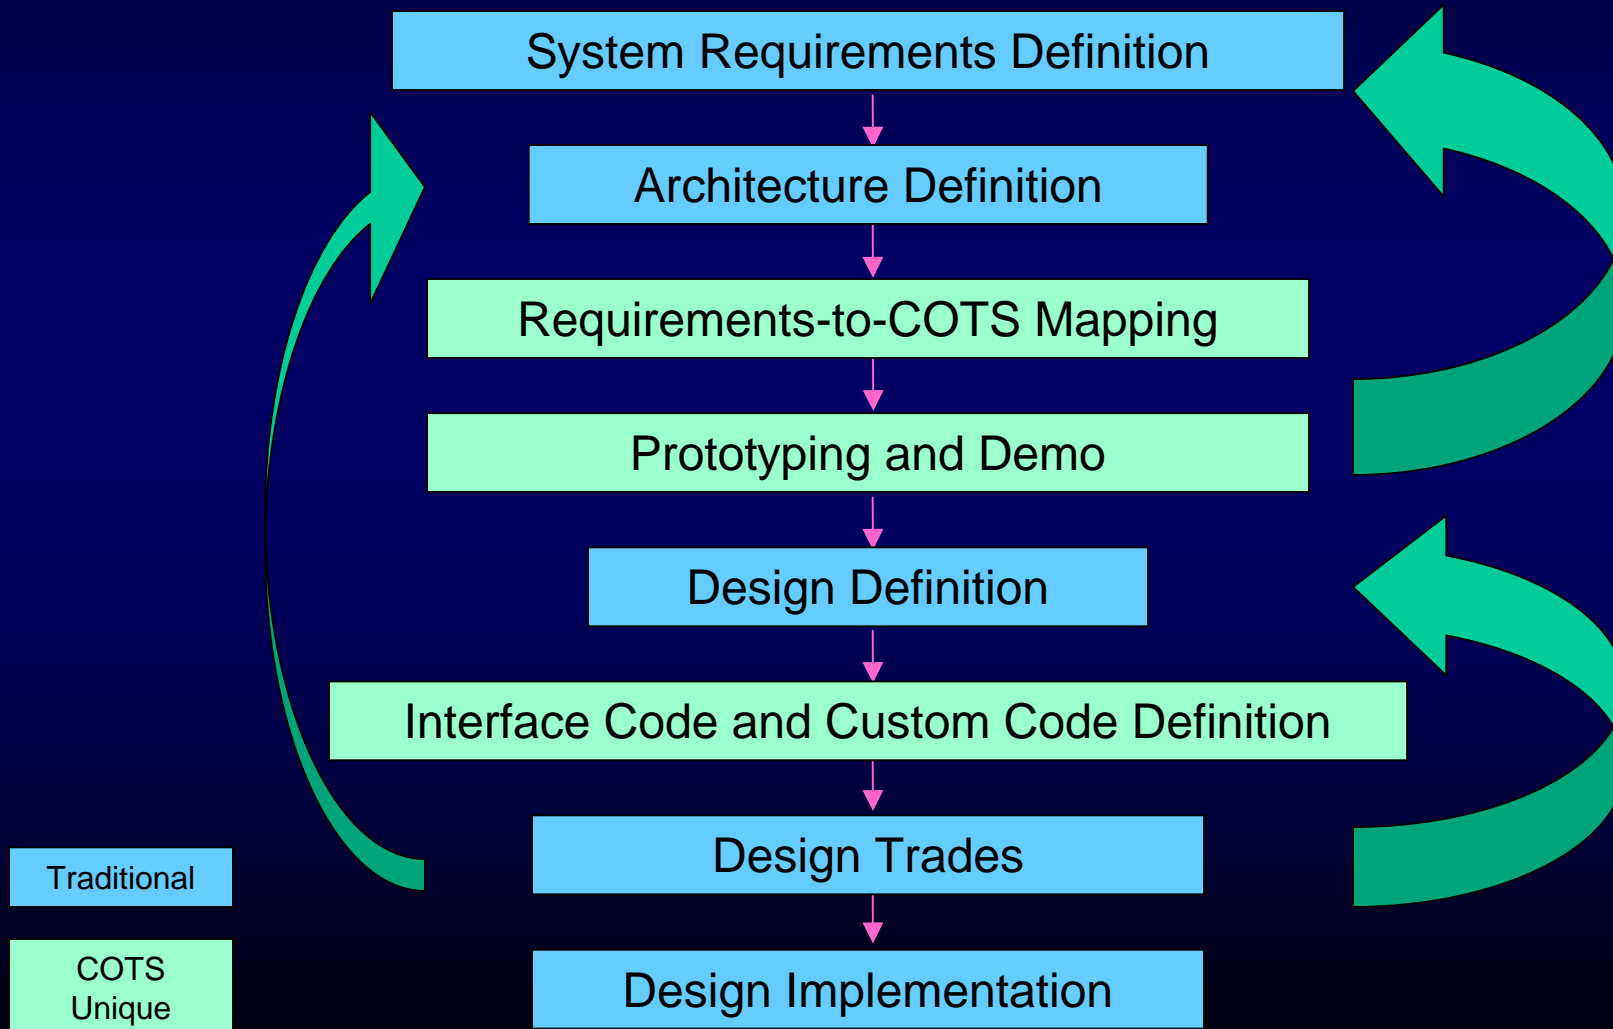 System Requirements Definition
Architecture Definition
Requirements-to-COTS Mapping
Prototyping and Demo
Design Definition
Interface Code and Custom Code Definition
Design Trades
Design Implementation
Traditional
COTS
Unique